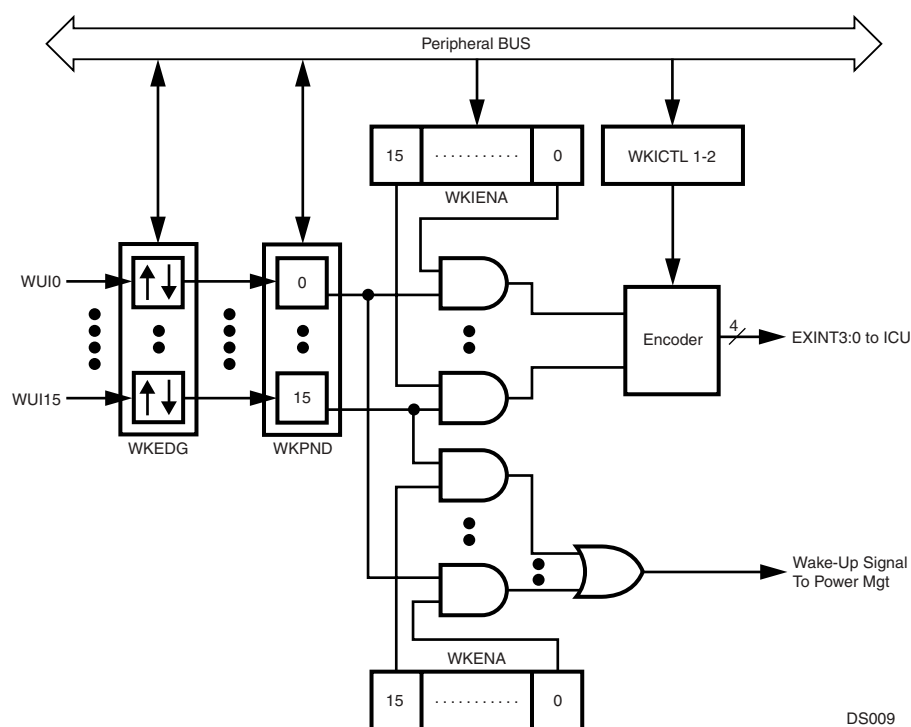 Peripheral BUS
15 ........... 0
WKIENA
WKICTL 1-2
WUI0
0
Encoder
4
EXINT3:0 to ICU
WUI15
15
WKEDG
WKPND
Wake-Up Signal
To Power Mgt
WKENA
15 ........... 0
DS009